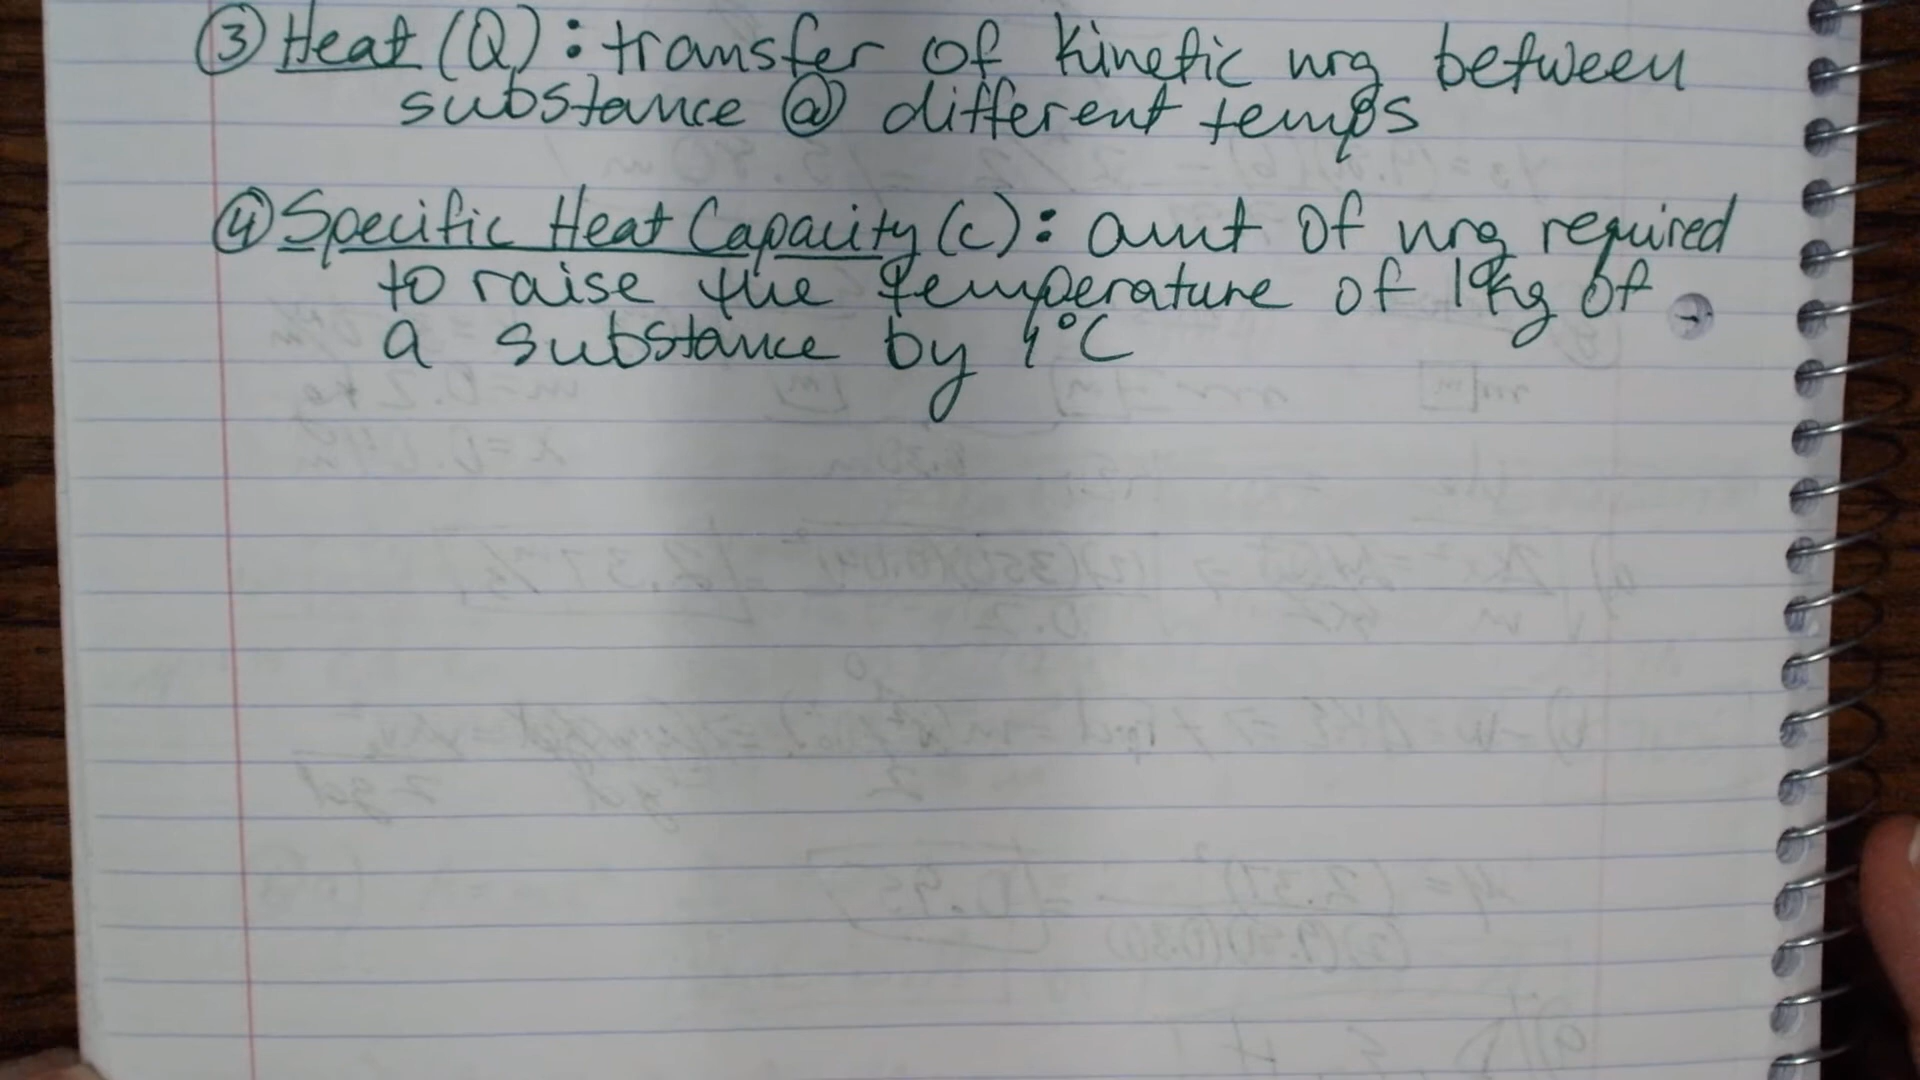 ③ Heat (Q): transfer of kinetic nrg between
substance @ different temps
④ Specific Heat Capacity (c): amt of nrg required
to raise the temperature of 1kg of
a substance by 1°C